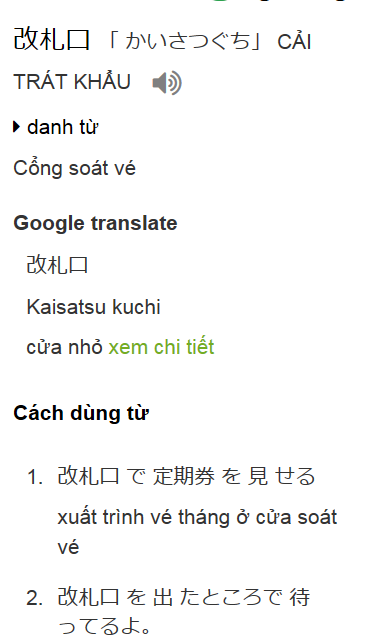 改札口 「 かいさつぐち」 CẢI
TRÁT KHẨU
danh từ
Cổng soát vé
Google translate
改札口
Kaisatsu kuchi
cửa nhỏ xem chi tiết
Cách dùng từ
1. 改札口 で 定期券 を 見 せる
xuất trình vé tháng ở cửa soát
vé
2. 改札口 を 出 たところで 待
ってるよ。